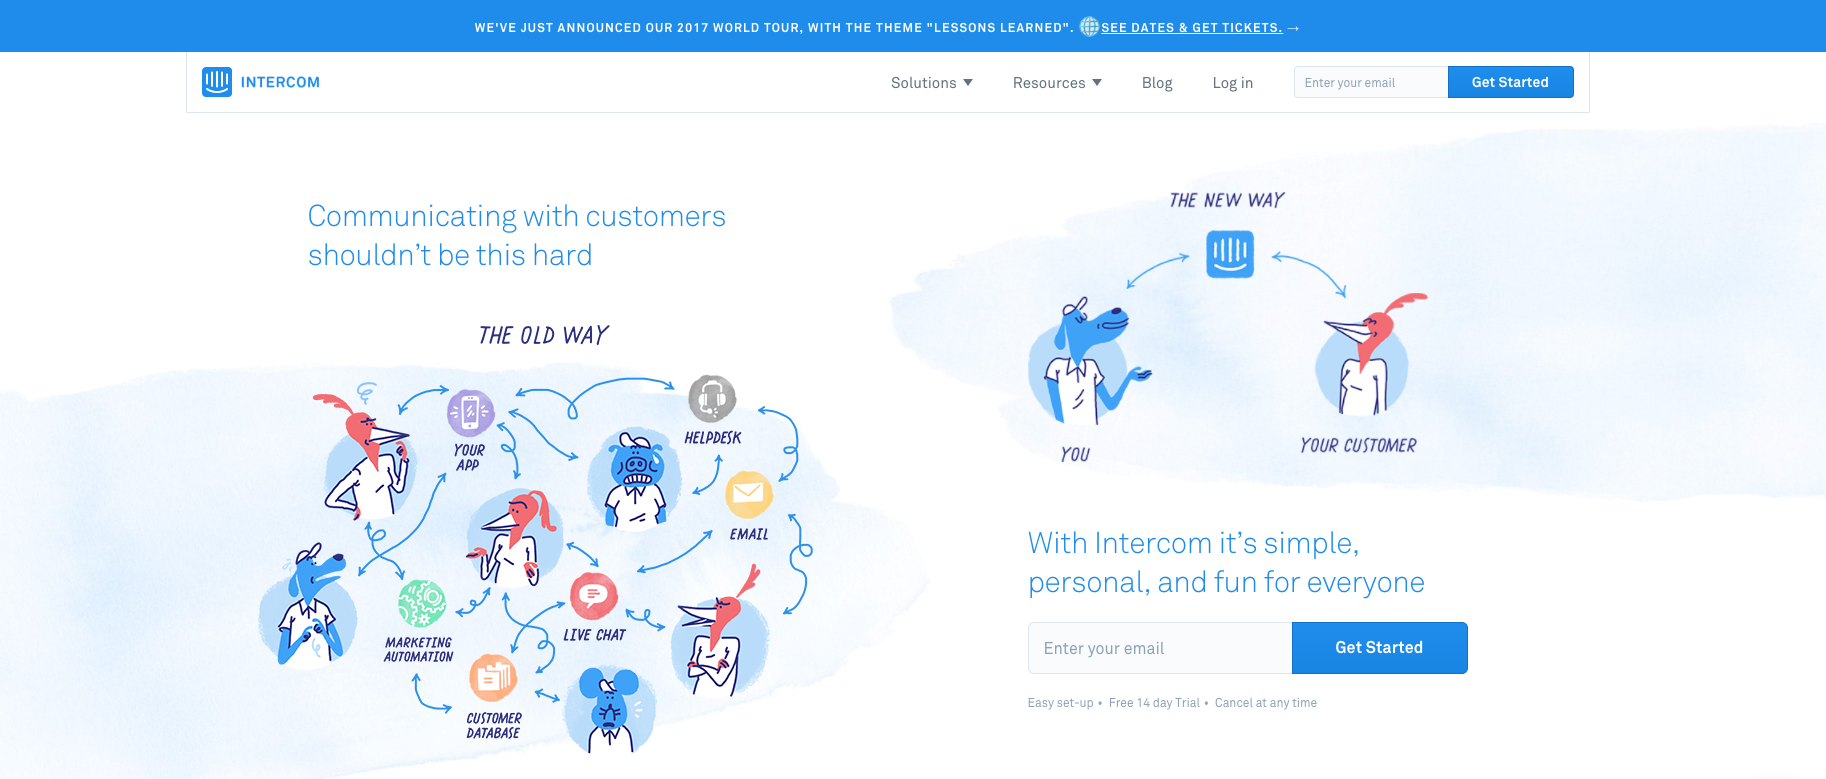 WE'VE JUST ANNOUNCED OUR 2017 WORLD TOUR, WITH THE THEME "LESSONS LEARNED". SEE DATES & GET TICKETS. →
INTERCOM
Solutions
Resources
Blog
Log in
Enter your email
Get Started
Communicating with customers
shouldn't be this hard
THE OLD WAY
YOUR
APP
HELPDESK
EMAIL
MARKETING
AUTOMATION
LIVE CHAT
CUSTOMER
DATABASE
THE NEW WAY
YOU
YOUR CUSTOMER
With Intercom it's simple,
personal, and fun for everyone
Enter your email
Get Started
Easy set-up • Free 14 day Trial • Cancel at any time